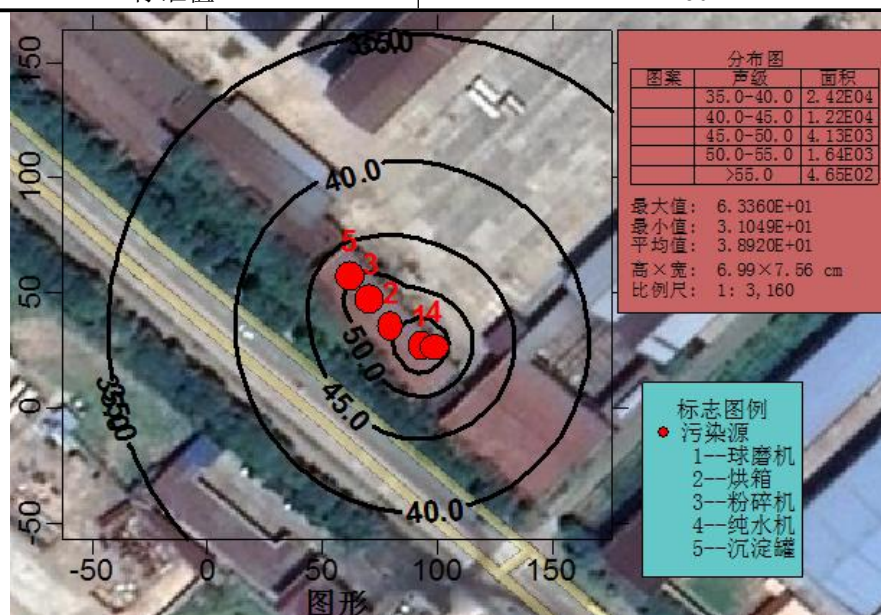 35.0
150
100
50
0
-50
40.0
5
3
2
14
50.0
45.0
35.0
40.0
-50 0 50 100 150
图形
分布图
图案 声级 面积
35.0-40.0 2.42E04
40.0-45.0 1.22E04
45.0-50.0 4.13E03
50.0-55.0 1.64E03
>55.0 4.65E02
最大值: 6.3360E+01
最小值: 3.1049E+01
平均值: 3.8920E+01
高×宽: 6.99×7.56 cm
比例尺: 1: 3,160
标志图例
污染源
1--球磨机
2--烘箱
3--粉碎机
4--纯水机
5--沉淀罐